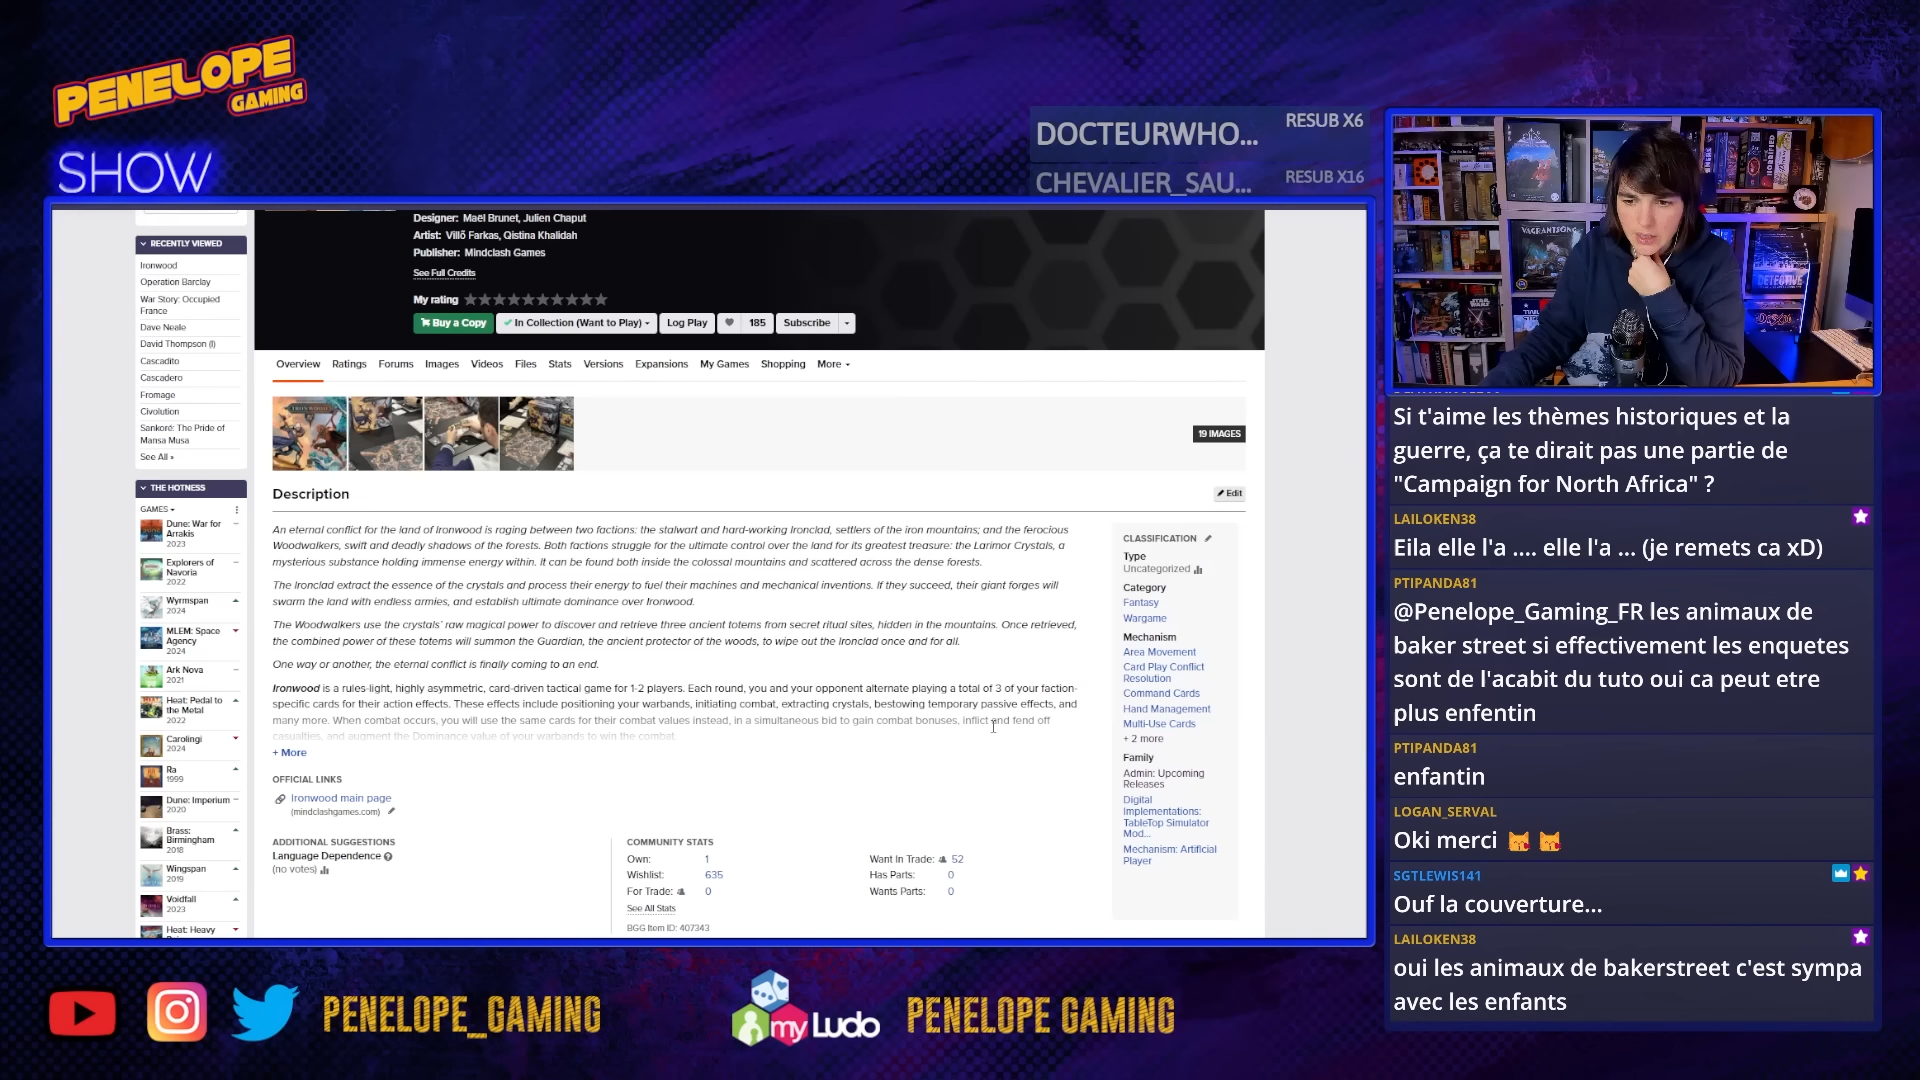 PENELOPE
GAMING
SHOW
DOCTEURWHO...
RESUB X6
CHEVALIER_SAU...
RESUB X16
RECENTLY VIEWED
Ironwood
Operation Barclay
War Story: Occupied
France
Dave Neale
David Thompson (I)
Cascadito
Cascadero
Fromage
Civolution
Sankoré: The Pride of
Mansa Musa
See All »
THE HOTNESS
GAMES
Dune: War for
Arrakis
2023
Explorers of
Navoria
2022
Wyrmspan
2024
MLEM: Space
Agency
2024
Ark Nova
2021
Heat: Pedal to
the Metal
2022
Carolingi
2024
Ra
1999
Dune: Imperium
2020
Brass:
Birmingham
2018
Wingspan
2019
Voidfall
2023
Heat: Heavy
Designer: Maël Brunet, Julien Chaput
Artist: Villő Farkas, Qistina Khalidah
Publisher: Mindclash Games
See Full Credits
My rating
Buy a Copy
In Collection (Want to Play)
Log Play
185
Subscribe
Overview Ratings Forums Images Videos Files Stats Versions Expansions My Games Shopping More
19 IMAGES
Description
Edit
An eternal conflict for the land of Ironwood is raging between two factions: the stalwart and hard-working Ironclad, settlers of the iron mountains; and the ferocious
Woodwalkers, swift and deadly shadows of the forests. Both factions struggle for the ultimate control over the land for its greatest treasure: the Larimor Crystals, a
mysterious substance holding immense energy within. It can be found both inside the colossal mountains and scattered across the dense forests.
The Ironclad extract the essence of the crystals and process their energy to fuel their machines and mechanical inventions. If they succeed, their giant forges will
swarm the land with endless armies, and establish ultimate dominance over Ironwood.
The Woodwalkers use the crystals' raw magical power to discover and retrieve three ancient totems from secret ritual sites, hidden in the mountains. Once retrieved,
the combined power of these totems will summon the Guardian, the ancient protector of the woods, to wipe out the Ironclad once and for all.
One way or another, the eternal conflict is finally coming to an end.
Ironwood is a rules-light, highly asymmetric, card-driven tactical game for 1-2 players. Each round, you and your opponent alternate playing a total of 3 of your faction-
specific cards for their action effects. These effects include positioning your warbands, initiating combat, extracting crystals, bestowing temporary passive effects, and
many more. When combat occurs, you will use the same cards for their combat values instead, in a simultaneous bid to gain combat bonuses, inflict and fend off
casualties, and augment the Dominance value of your warbands to win the combat.
+ More
OFFICIAL LINKS
Ironwood main page
(mindclashgames.com)
ADDITIONAL SUGGESTIONS
Language Dependence
(no votes)
COMMUNITY STATS
Own: 1
Wishlist: 635
For Trade: 0
See All Stats
BGG Item ID: 407343
Want In Trade: 52
Has Parts: 0
Wants Parts: 0
CLASSIFICATION
Type
Uncategorized
Category
Fantasy
Wargame
Mechanism
Area Movement
Card Play Conflict
Resolution
Command Cards
Hand Management
Multi-Use Cards
+ 2 more
Family
Admin: Upcoming
Releases
Digital
Implementations:
TableTop Simulator
Mod...
Mechanism: Artificial
Player
VAGRANTSONG
DETECTIVE
STAR
WARS
Si t'aime les thèmes historiques et la
guerre, ça te dirait pas une partie de
"Campaign for North Africa" ?
LAILOKEN38
Eila elle l'a .... elle l'a ... (je remets ca xD)
PTIPANDA81
@Penelope_Gaming_FR les animaux de
baker street si effectivement les enquetes
sont de l'acabit du tuto oui ca peut etre
plus enfentin
PTIPANDA81
enfantin
LOGAN_SERVAL
Oki merci
SGTLEWIS141
Ouf la couverture...
LAILOKEN38
oui les animaux de bakerstreet c'est sympa
avec les enfants
PENELOPE_GAMING
myLudo
PENELOPE GAMING